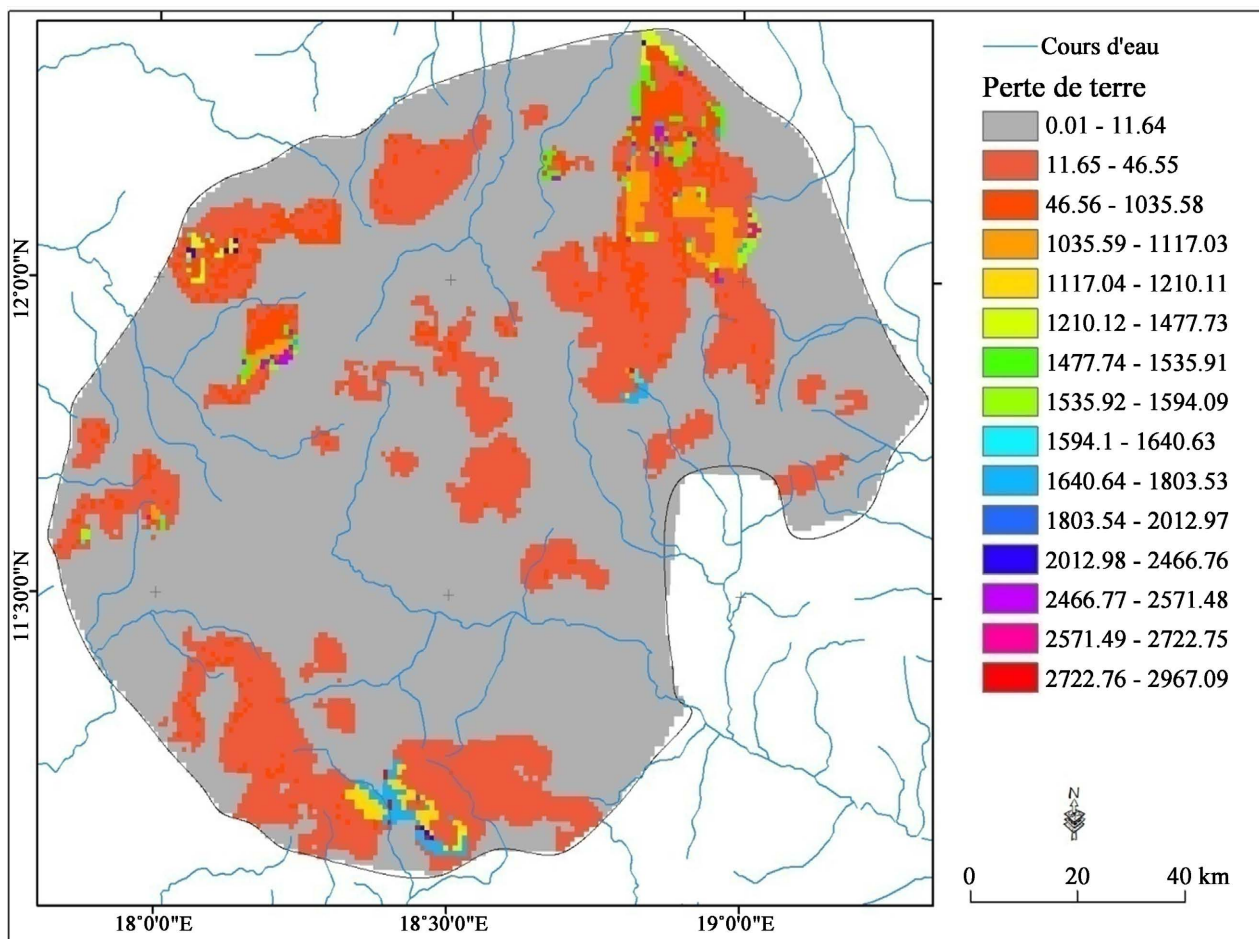 Cours d'eau
Perte de terre
0.01 - 11.64
11.65 - 46.55
46.56 - 1035.58
1035.59 - 1117.03
1117.04 - 1210.11
1210.12 - 1477.73
1477.74 - 1535.91
1535.92 - 1594.09
1594.1 - 1640.63
1640.64 - 1803.53
1803.54 - 2012.97
2012.98 - 2466.76
2466.77 - 2571.48
2571.49 - 2722.75
2722.76 - 2967.09
12°0'0"N
11°30'0"N
N
0 20 40 km
18°0'0"E 18°30'0"E 19°0'0"E